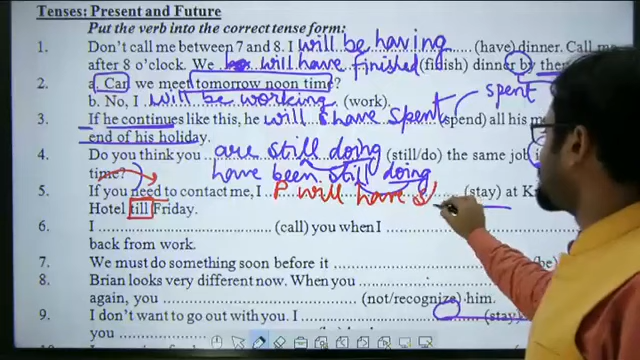 Tenses: Present and Future
Put the verb into the correct tense form:
1. Don't call me between 7 and 8. I will be having (have) dinner. Call me
after 8 o'clock. We will have finished (finish) dinner by then
2. a. Can we meet tomorrow noon time?
b. No, I will be working (work).
spent
3. If he continues like this, he will have spent (spend) all his
end of his holiday.
4. Do you think you are still doing (still/do) the same job
time? have been still doing
5. If you need to contact me, I P will have s (stay) at
Hotel till Friday.
6. I ........ (call) you when I ........
back from work.
7. We must do something soon before it ........ (be)
8. Brian looks very different now. When you ........
again, you ........ (not/recognize) him.
9. I don't want to go out with you. I ........ (stay)
you ........